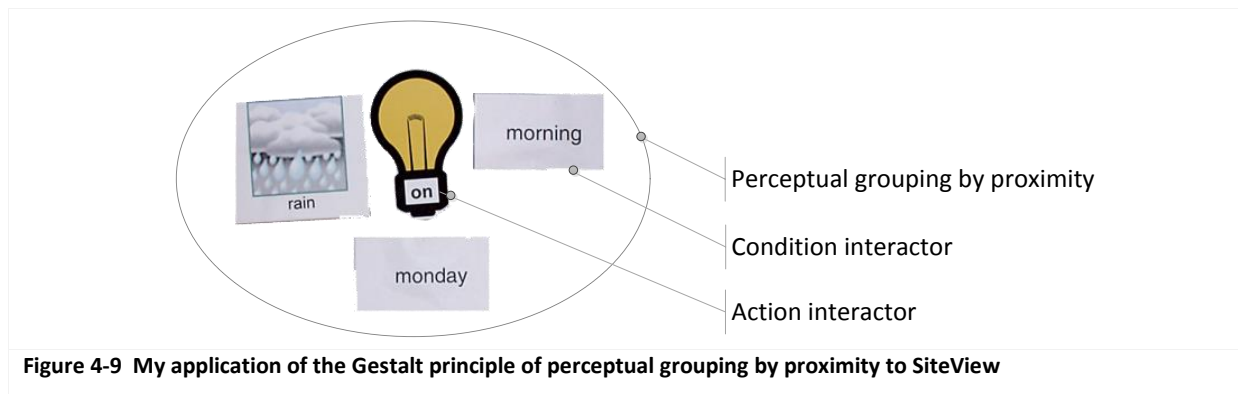 rain
on
morning
monday
Perceptual grouping by proximity
Condition interactor
Action interactor
Figure 4-9 My application of the Gestalt principle of perceptual grouping by proximity to SiteView